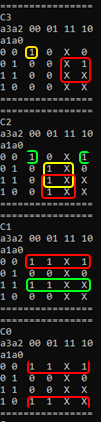 ================
C3
a3a2 00 01 11 10
a1a0
0 0 1 0 X 0
0 1 0 0 X X
1 1 0 0 X X
1 0 0 0 X X
================
================
C2
a3a2 00 01 11 10
a1a0
0 0 1 0 X 1
0 1 0 1 X 0
1 1 0 1 X X
1 0 0 1 X X
================
================
C1
a3a2 00 01 11 10
a1a0
0 0 1 1 X 1
0 1 0 0 X 0
1 1 1 1 X X
1 0 0 0 X X
================
================
C0
a3a2 00 01 11 10
a1a0
0 0 1 1 X 1
0 1 0 0 X 0
1 1 0 0 X X
1 0 1 1 X X
================